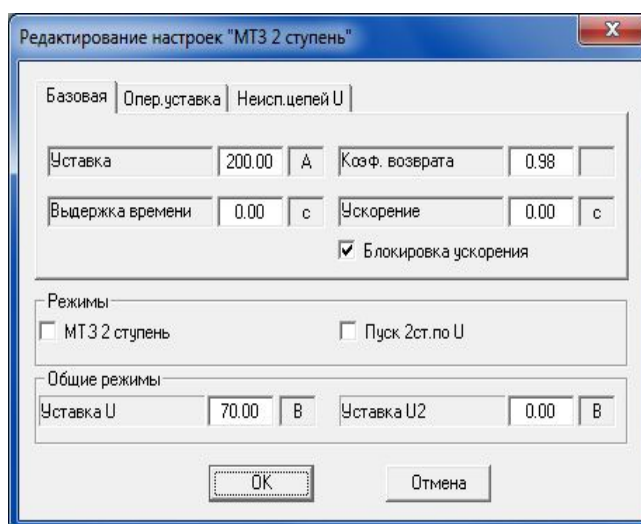 Редактирование настроек "МТЗ 2 ступень"
Базовая Опер.уставка Неисп.цепей U
Уставка 200.00 А Коэф. возврата 0.98
Выдержка времени 0.00 с Ускорение 0.00 с
Блокировка ускорения
Режимы
МТЗ 2 ступень Пуск 2ст.по U
Общие режимы
Уставка U 70.00 В Уставка U2 0.00 В
OK Отмена